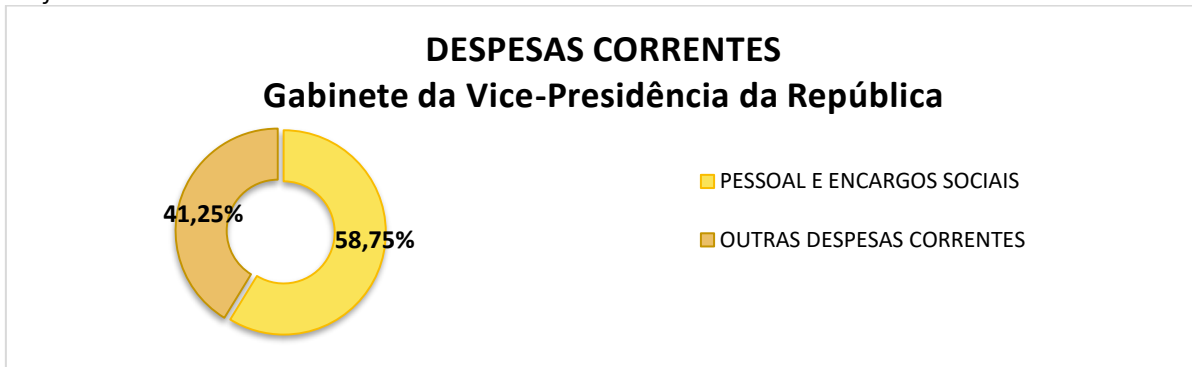 DESPESAS CORRENTES
Gabinete da Vice-Presidência da República
41,25%
58,75%
PESSOAL E ENCARGOS SOCIAIS
OUTRAS DESPESAS CORRENTES